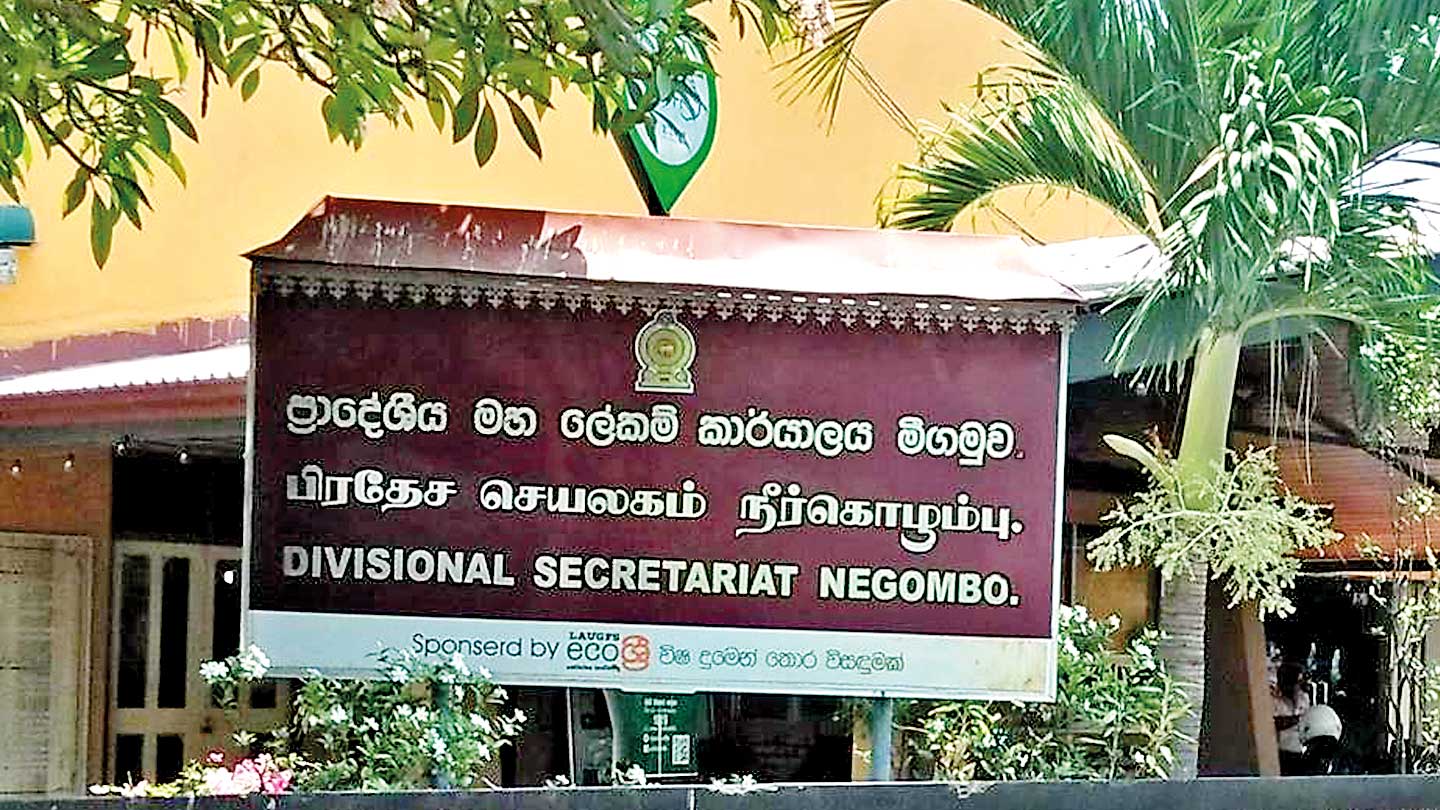 ප්‍රාදේශීය මහ ලේකම් කාර්යාලය මීගමුව.
பிரதேச செயலகம் நீர்கொழும்பு.
DIVISIONAL SECRETARIAT NEGOMBO.
Sponserd by LAUGFS eco ශ්‍රී විෂ දුමෙන් තොර විසඳුමක්